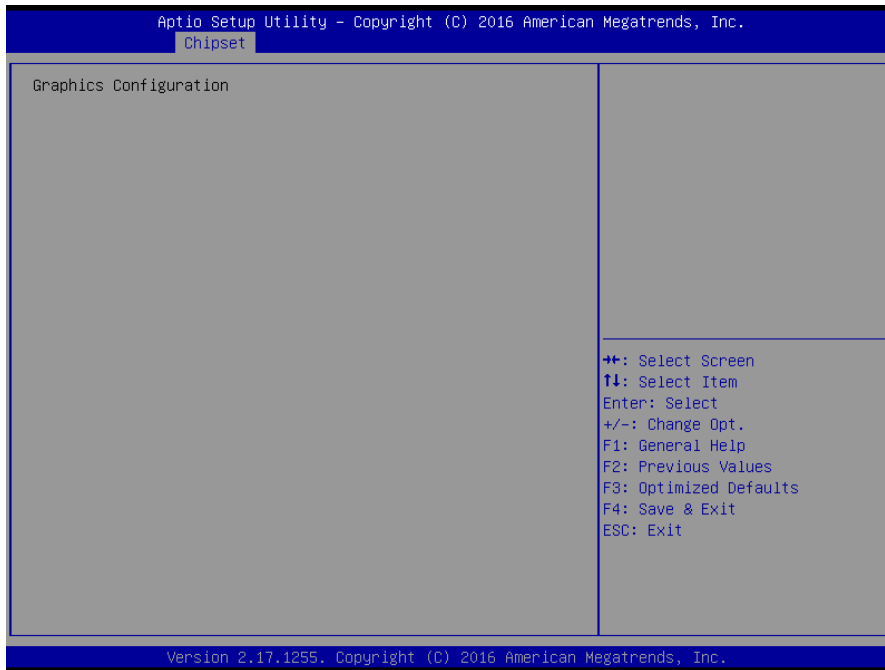 Aptio Setup Utility – Copyright (C) 2016 American Megatrends, Inc.
Chipset
Graphics Configuration
→←: Select Screen
↑↓: Select Item
Enter: Select
+/-: Change Opt.
F1: General Help
F2: Previous Values
F3: Optimized Defaults
F4: Save & Exit
ESC: Exit
Version 2.17.1255. Copyright (C) 2016 American Megatrends, Inc.